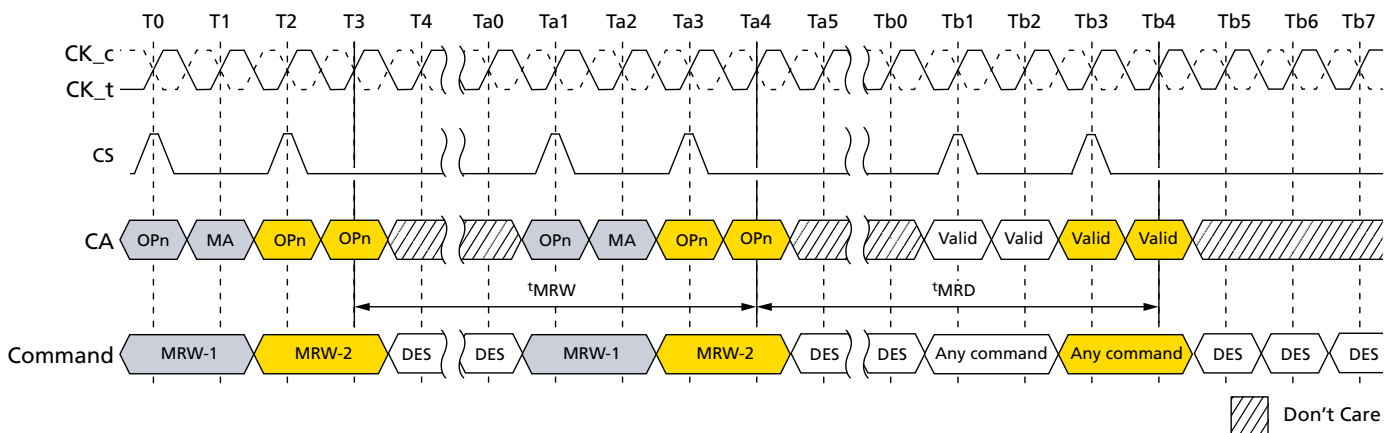 T0 T1 T2 T3 T4 Ta0 Ta1 Ta2 Ta3 Ta4 Ta5 Tb0 Tb1 Tb2 Tb3 Tb4 Tb5 Tb6 Tb7
CK_c
CK_t
CS
CA OPn MA OPn OPn OPn MA OPn OPn Valid Valid Valid Valid
tMRW tMRD
Command MRW-1 MRW-2 DES DES MRW-1 MRW-2 DES DES Any command Any command DES DES DES
Don't Care